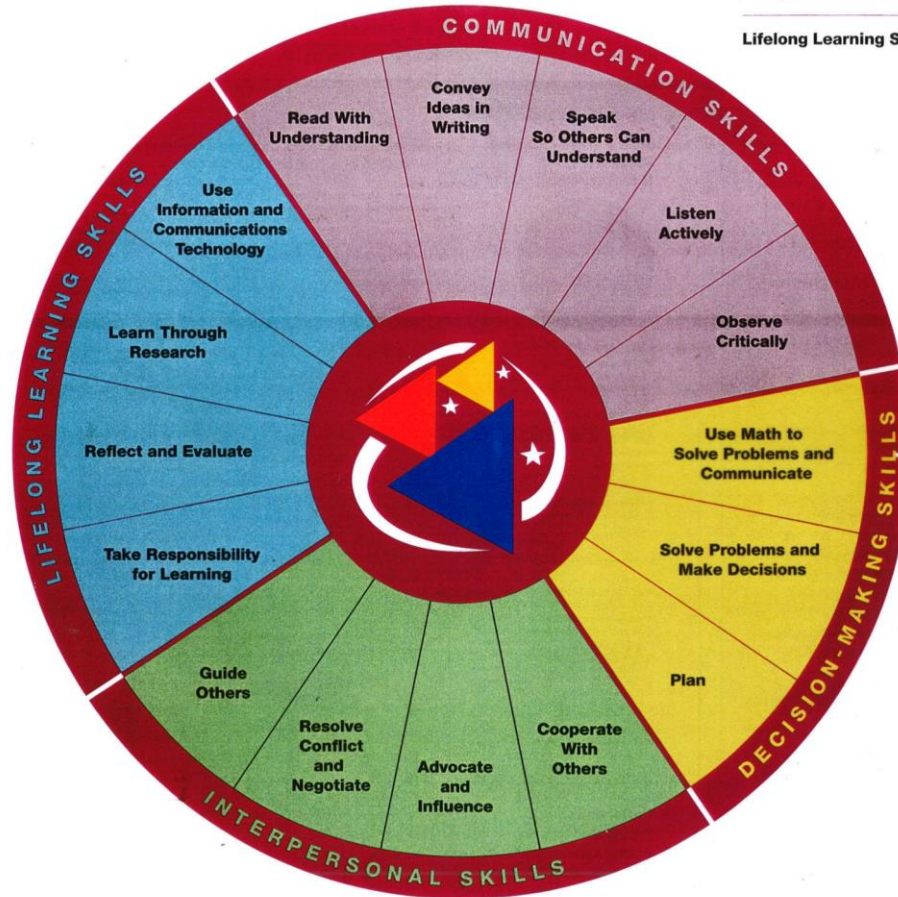 Lifelong Learning S
COMMUNICATION SKILLS
Read With
Understanding
Convey
Ideas in
Writing
Speak
So Others Can
Understand
Listen
Actively
Observe
Critically
DECISION-MAKING SKILLS
Use Math to
Solve Problems and
Communicate
Solve Problems and
Make Decisions
Plan
INTERPERSONAL SKILLS
Cooperate
With
Others
Advocate
and
Influence
Resolve
Conflict
and
Negotiate
Guide
Others
LIFELONG LEARNING SKILLS
Take Responsibility
for Learning
Reflect and Evaluate
Learn Through
Research
Use
Information and
Communications
Technology